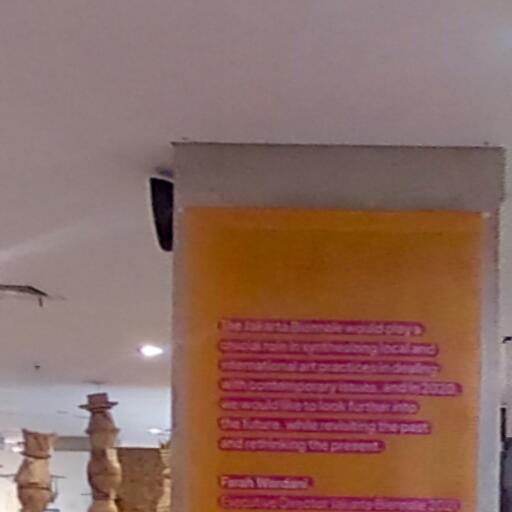 The Jakarta Biennale would play a
crucial role in synthesising local and
international art practices in dealing
with contemporary issues, and in 2020,
we would like to look further into
the future, while revisiting the past
and rethinking the present.
Farah Wardani
Executive Director Jakarta Biennale